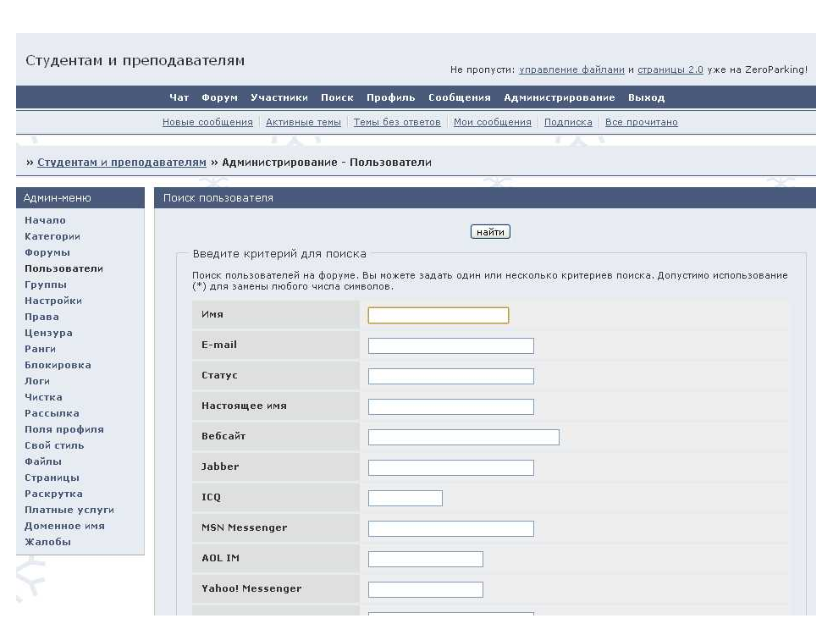 Студентам и преподавателям
Не пропусти: управление файлами и страницы 2.0 уже на ZeroParking!
Чат Форум Участники Поиск Профиль Сообщения Администрирование Выход
Новые сообщения Активные темы Темы без ответов Мои сообщения Подписка Все прочитано
» Студентам и преподавателям » Администрирование - Пользователи
Админ-меню
Начало
Категории
Форумы
Пользователи
Группы
Настройки
Права
Цензура
Ранги
Блокировка
Логи
Чистка
Рассылка
Поля профиля
Свой стиль
Файлы
Страницы
Раскрутка
Платные услуги
Доменное имя
Жалобы
Поиск пользователя
найти
Введите критерий для поиска
Поиск пользователей на форуме. Вы можете задать один или несколько критериев поиска. Допустимо использование
(*) для замены любого числа символов.
Имя
E-mail
Статус
Настоящее имя
Вебсайт
Jabber
ICQ
MSN Messenger
AOL IM
Yahoo! Messenger